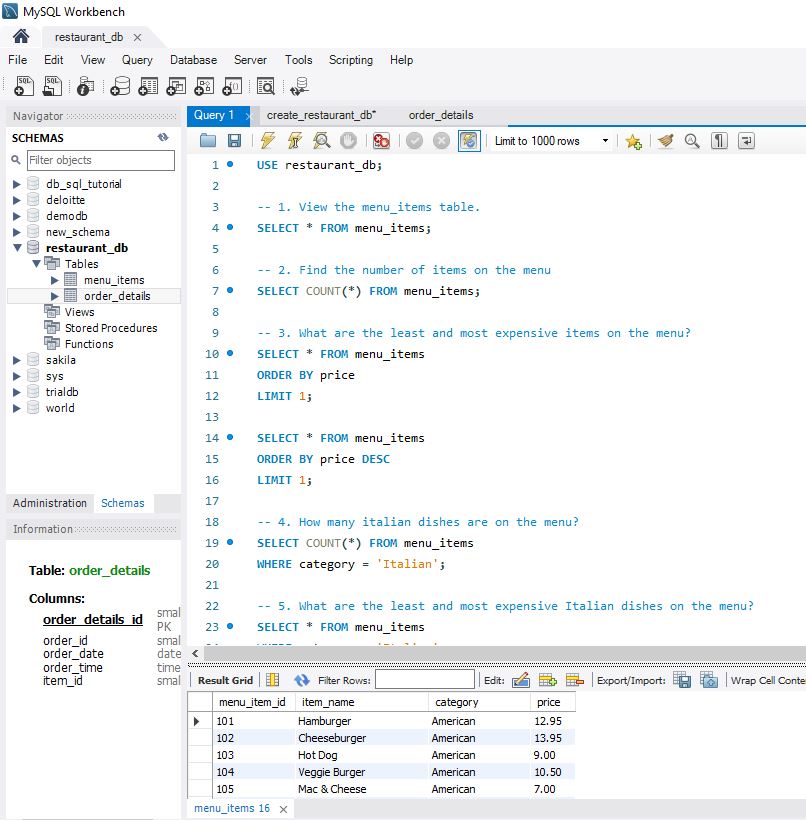 MySQL Workbench
restaurant_db
File Edit View Query Database Server Tools Scripting Help
Navigator
SCHEMAS
Filter objects
db_sql_tutorial
deloitte
demodb
new_schema
restaurant_db
Tables
menu_items
order_details
Views
Stored Procedures
Functions
sakila
sys
trialdb
world
Administration Schemas
Information
Table: order_details
Columns:
order_details_id smal
PK
order_id smal
order_date date
order_time time
item_id smal
Query 1 create_restaurant_db* order_details
Limit to 1000 rows
1 USE restaurant_db;
2
3 -- 1. View the menu_items table.
4 SELECT * FROM menu_items;
5
6 -- 2. Find the number of items on the menu
7 SELECT COUNT(*) FROM menu_items;
8
9 -- 3. What are the least and most expensive items on the menu?
10 SELECT * FROM menu_items
11 ORDER BY price
12 LIMIT 1;
13
14 SELECT * FROM menu_items
15 ORDER BY price DESC
16 LIMIT 1;
17
18 -- 4. How many italian dishes are on the menu?
19 SELECT COUNT(*) FROM menu_items
20 WHERE category = 'Italian';
21
22 -- 5. What are the least and most expensive Italian dishes on the menu?
23 SELECT * FROM menu_items
Result Grid Filter Rows: Edit: Export/Import: Wrap Cell Conte
menu_item_id item_name category price
101 Hamburger American 12.95
102 Cheeseburger American 13.95
103 Hot Dog American 9.00
104 Veggie Burger American 10.50
105 Mac & Cheese American 7.00
menu_items 16